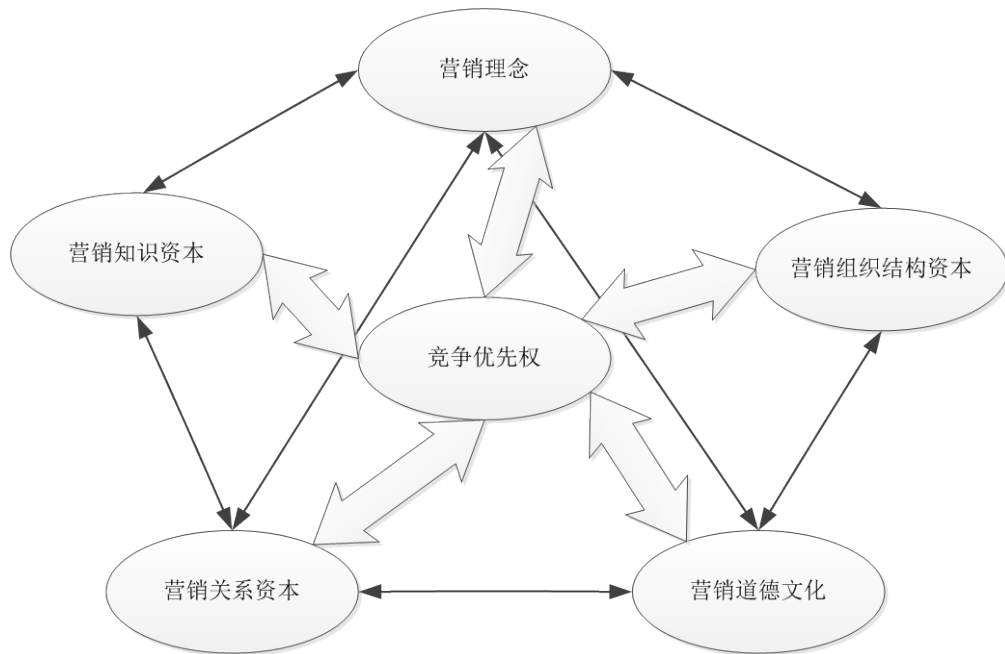 营销理念
营销知识资本
营销组织结构资本
竞争优先权
营销关系资本
营销道德文化